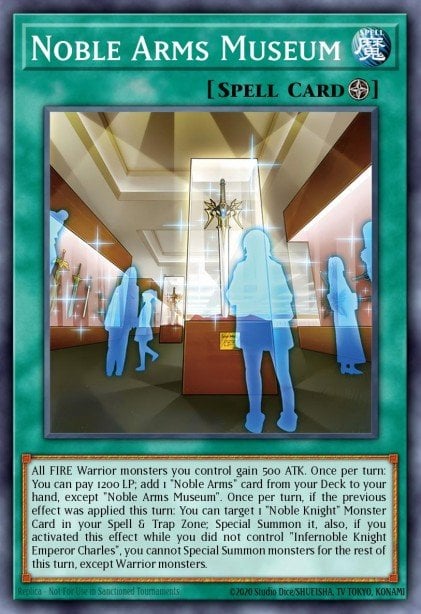 Noble Arms Museum
SPELL
魔
[Spell Card]
All FIRE Warrior monsters you control gain 500 ATK. Once per turn:
You can pay 1200 LP; add 1 "Noble Arms" card from your Deck to your
hand, except "Noble Arms Museum". Once per turn, if the previous
effect was applied this turn: You can target 1 "Noble Knight" Monster
Card in your Spell & Trap Zone; Special Summon it, also, if you
activated this effect while you did not control "Infernoble Knight
Emperor Charles", you cannot Special Summon monsters for the rest of
this turn, except Warrior monsters.
Replica - Not For Use in Sanctioned Tournaments
©2020 Studio Dice/SHUEISHA, TV TOKYO, KONAMI